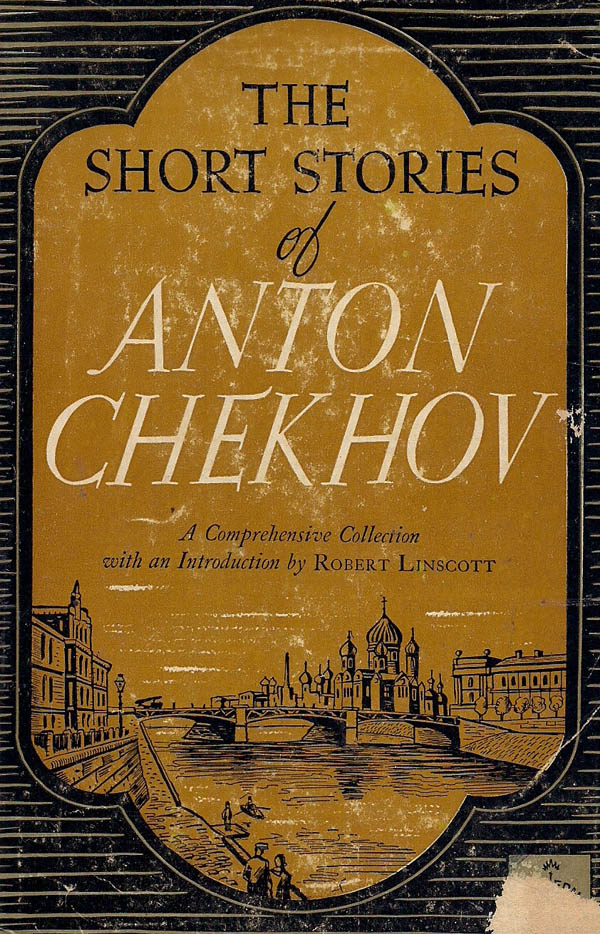 THE
SHORT STORIES
of
ANTON
CHEKHOV
A Comprehensive Collection
with an Introduction by ROBERT LINSCOTT